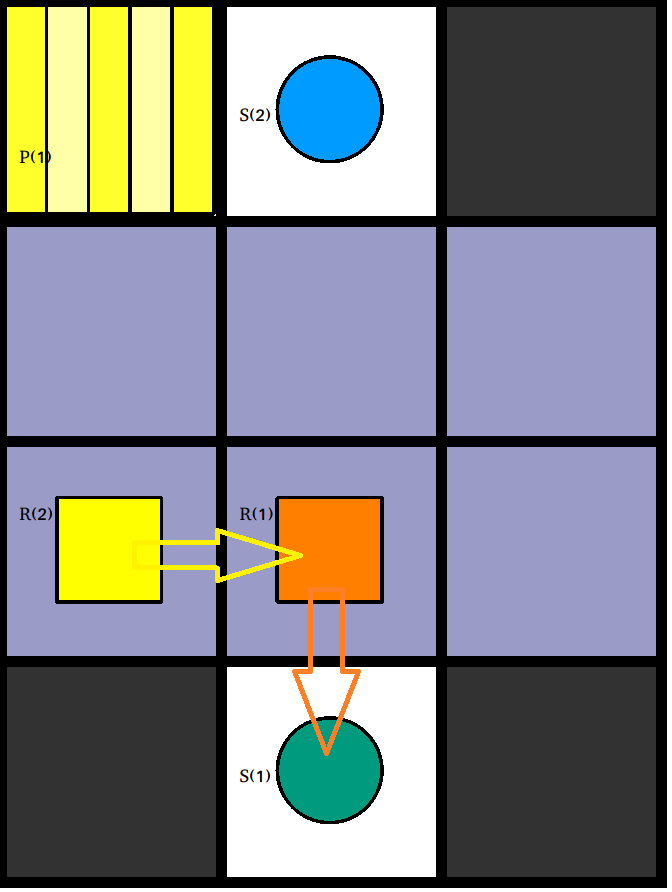 P(1)
S(2)
R(2)
R(1)
S(1)